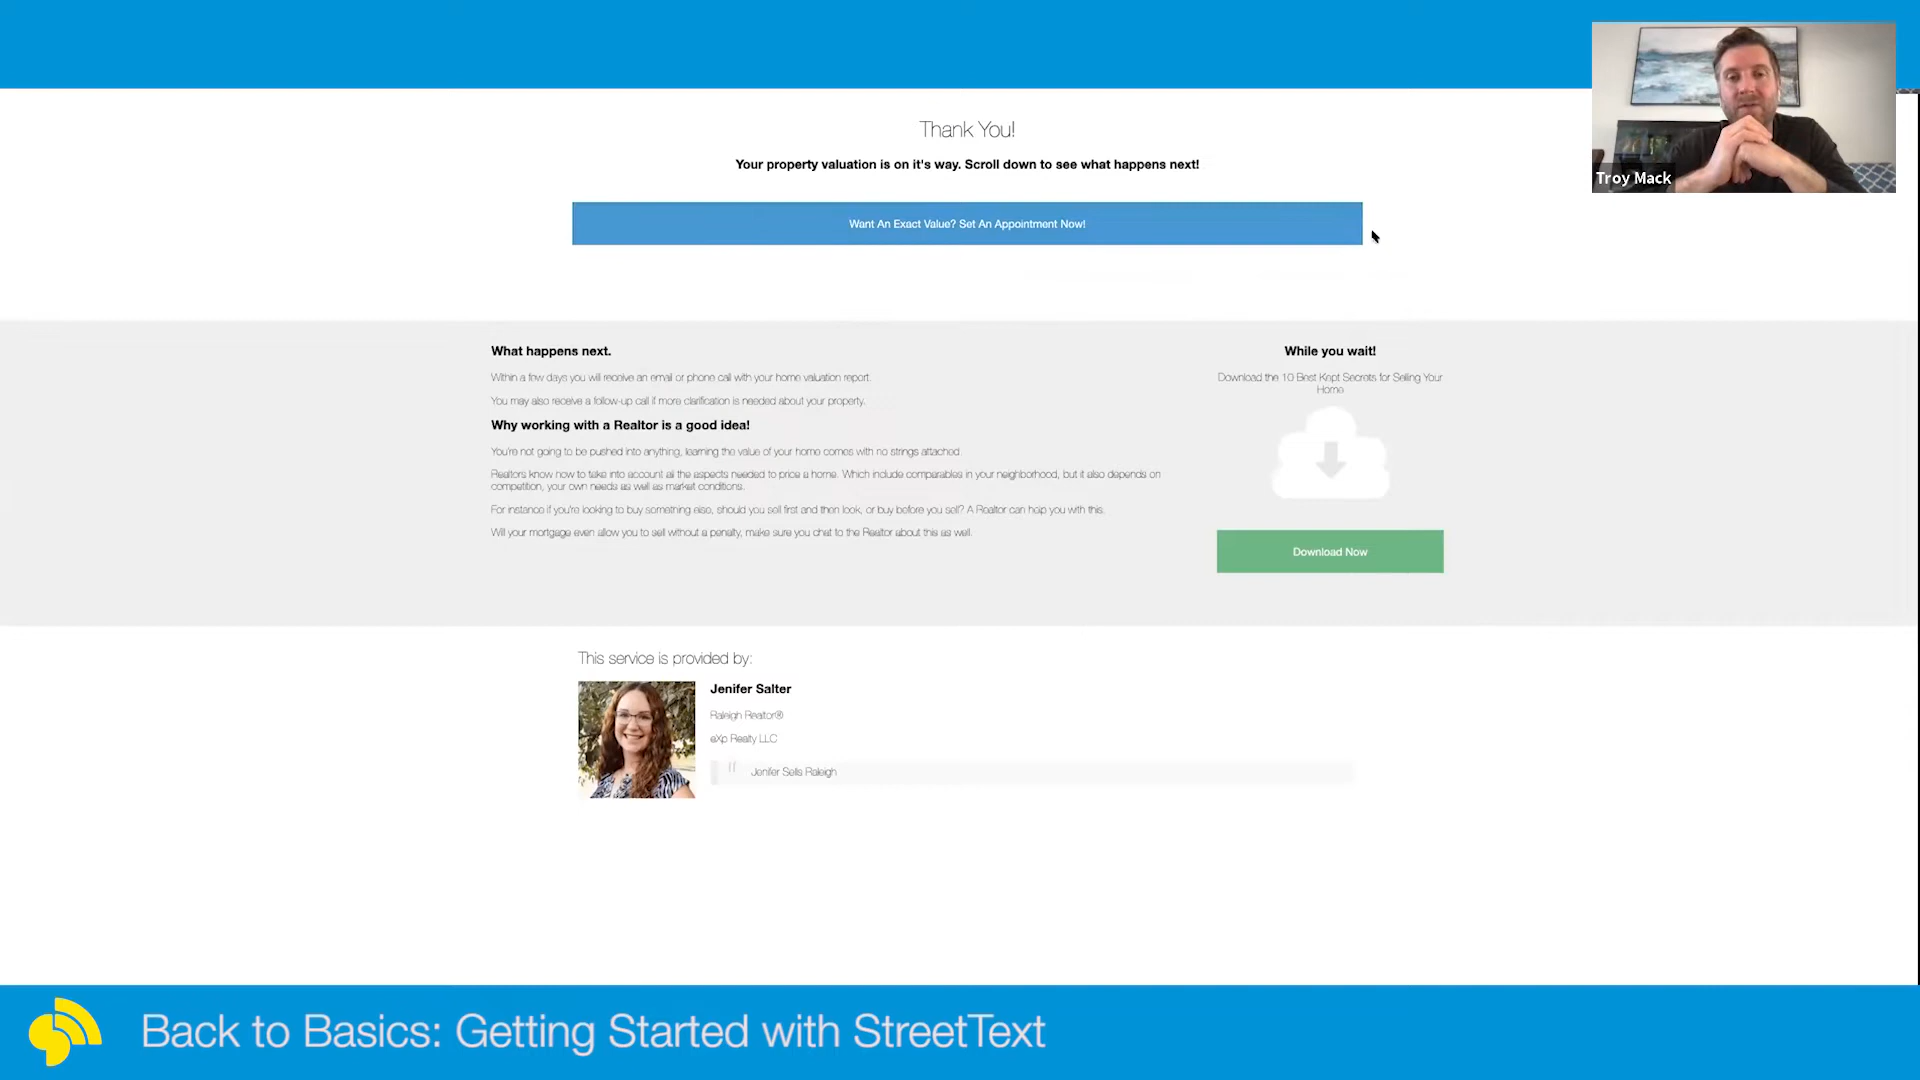 Troy Mack
Thank You!
Your property valuation is on it's way. Scroll down to see what happens next!
Want An Exact Value? Set An Appointment Now!
What happens next.
Within a few days you will receive an email or phone call with your home valuation report.
You may also receive a follow-up call if more clarification is needed about your property.
Why working with a Realtor is a good idea!
You're not going to be pushed into anything, learning the value of your home comes with no strings attached.
Realtors know how to take into account all the aspects needed to price a home. Which include comparables in your neighborhood, but it also depends on
competition, your own needs as well as market conditions.
For instance if you're looking to buy something else, should you sell first and then look, or buy before you sell? A Realtor can help you with this.
Will your mortgage even allow you to sell without a penalty, make sure you chat to the Realtor about this as well.
While you wait!
Download the 10 Best Kept Secrets for Selling Your
Home
Download Now
This service is provided by:
Jenifer Salter
Raleigh Realtor®
eXp Realty LLC
" Jenifer Sells Raleigh
Back to Basics: Getting Started with StreetText